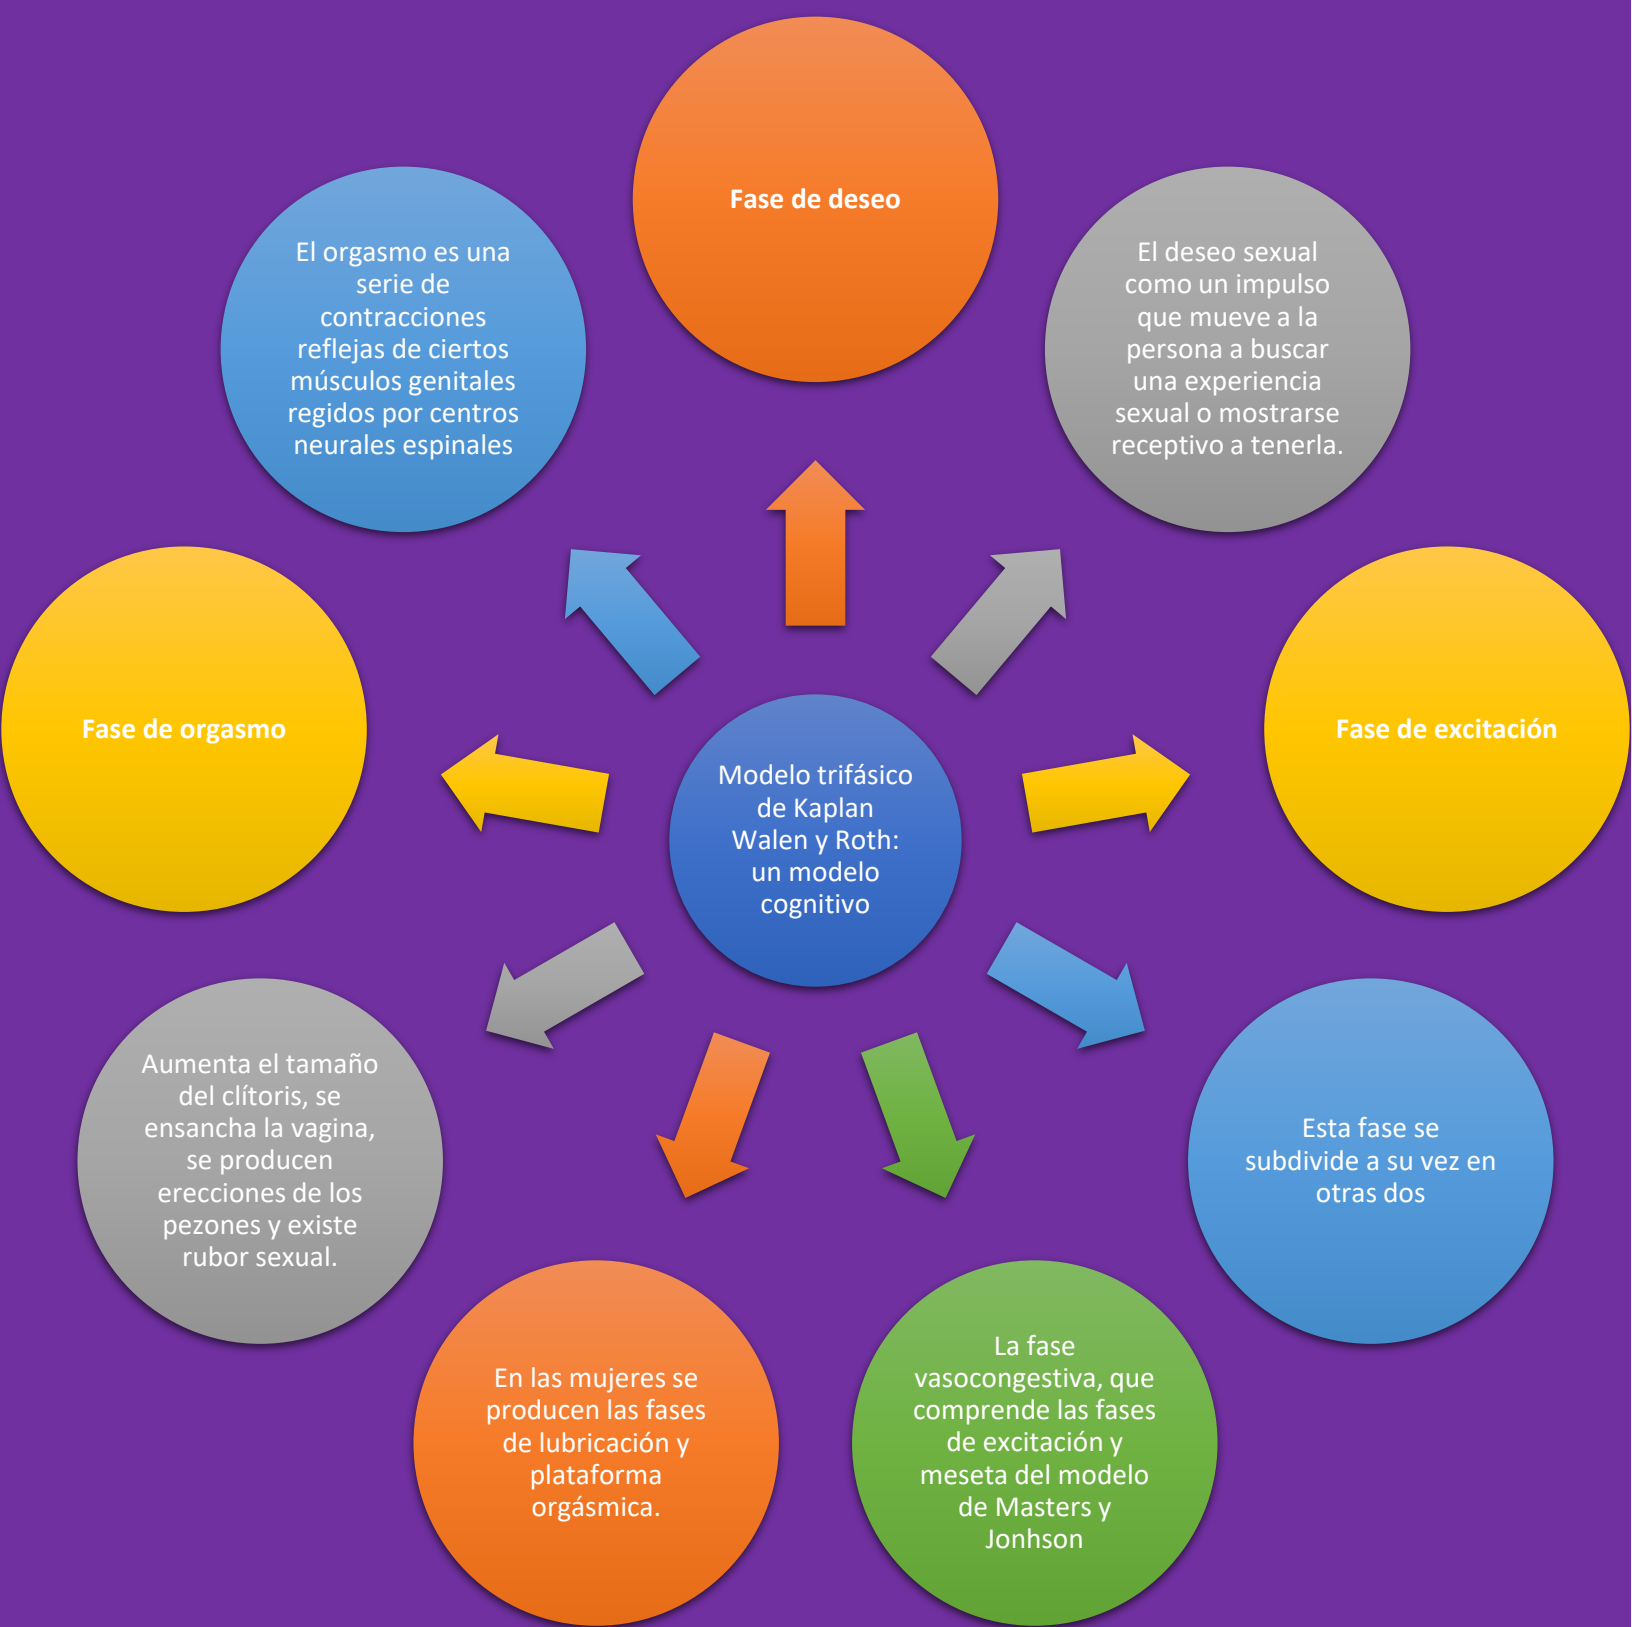 Fase de deseo
El deseo sexual
como un impulso
que mueve a la
persona a buscar
una experiencia
sexual o mostrarse
receptivo a tenerla.
Fase de excitación
Esta fase se
subdivide a su vez en
otras dos
La fase
vasocongestiva, que
comprende las fases
de excitación y
meseta del modelo
de Masters y
Jonhson
En las mujeres se
producen las fases
de lubricación y
plataforma
orgásmica.
Aumenta el tamaño
del clítoris, se
ensancha la vagina,
se producen
erecciones de los
pezones y existe
rubor sexual.
Fase de orgasmo
El orgasmo es una
serie de
contracciones
reflejas de ciertos
músculos genitales
regidos por centros
neurales espinales
Modelo trifásico
de Kaplan
Walen y Roth:
un modelo
cognitivo